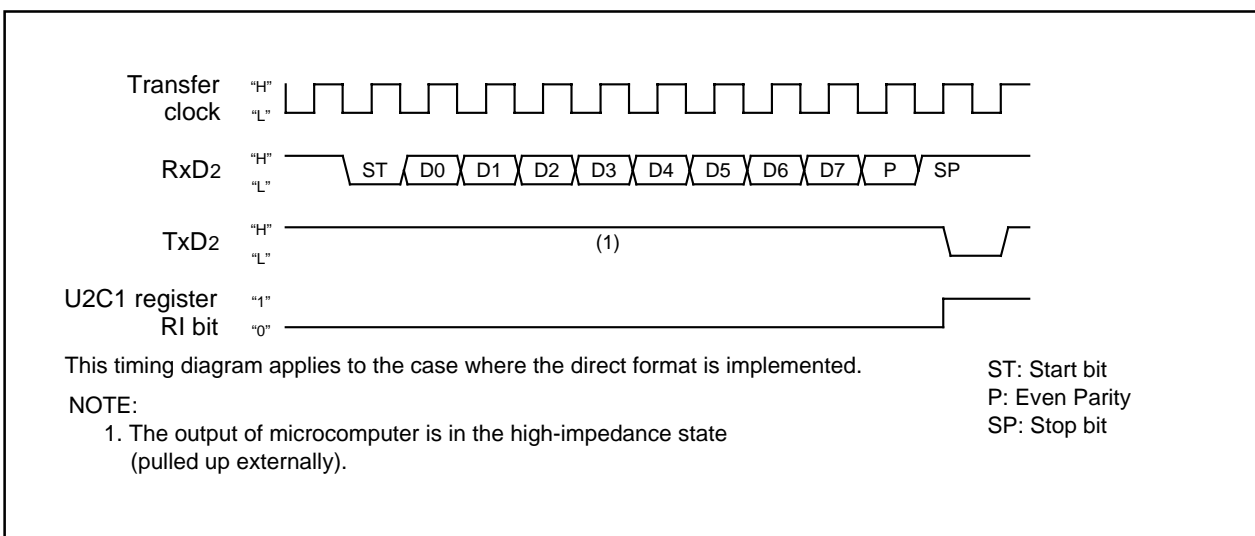 Transfer
clock
“H”
“L”
RxD2
“H”
“L”
ST D0 D1 D2 D3 D4 D5 D6 D7 P SP
TxD2
“H”
“L”
(1)
U2C1 register
RI bit
“1”
“0”
This timing diagram applies to the case where the direct format is implemented.
NOTE:
1. The output of microcomputer is in the high-impedance state
(pulled up externally).
ST: Start bit
P: Even Parity
SP: Stop bit